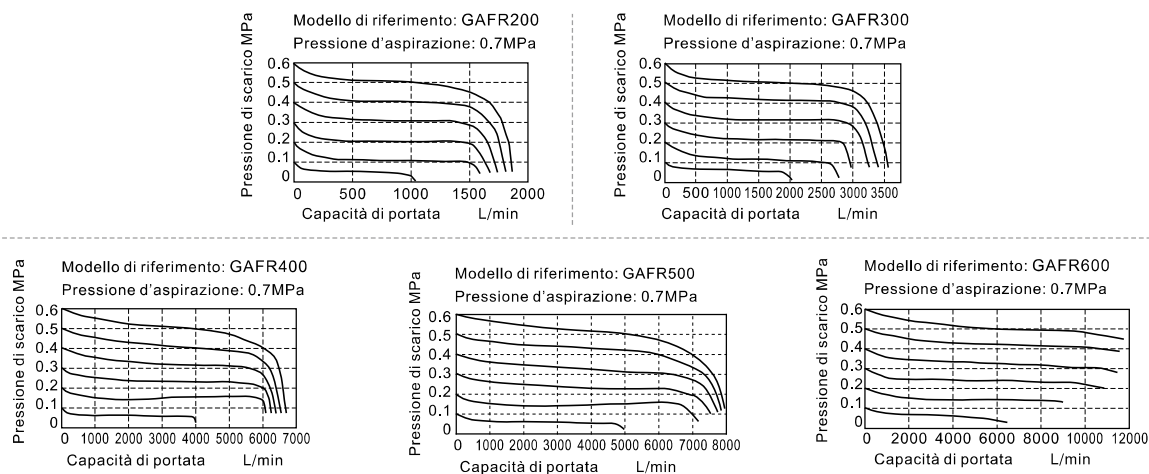 Modello di riferimento: GAFR200
Pressione d'aspirazione: 0.7MPa
Pressione di scarico MPa
0.6
0.5
0.4
0.3
0.2
0.1
0
0 500 1000 1500 2000
Capacità di portata L/min
Modello di riferimento: GAFR300
Pressione d'aspirazione: 0.7MPa
Pressione di scarico MPa
0.6
0.5
0.4
0.3
0.2
0.1
0
0 500 1000 1500 2000 2500 3000 3500
Capacità di portata L/min
Modello di riferimento: GAFR400
Pressione d'aspirazione: 0.7MPa
Pressione di scarico MPa
0.6
0.5
0.4
0.3
0.2
0.1
0
0 1000 2000 3000 4000 5000 6000 7000
Capacità di portata L/min
Modello di riferimento: GAFR500
Pressione d'aspirazione: 0.7MPa
Pressione di scarico MPa
0.6
0.5
0.4
0.3
0.2
0.1
0
0 1000 2000 3000 4000 5000 6000 7000 8000
Capacità di portata L/min
Modello di riferimento: GAFR600
Pressione d'aspirazione: 0.7MPa
Pressione di scarico MPa
0.6
0.5
0.4
0.3
0.2
0.1
0
0 2000 4000 6000 8000 10000 12000
Capacità di portata L/min